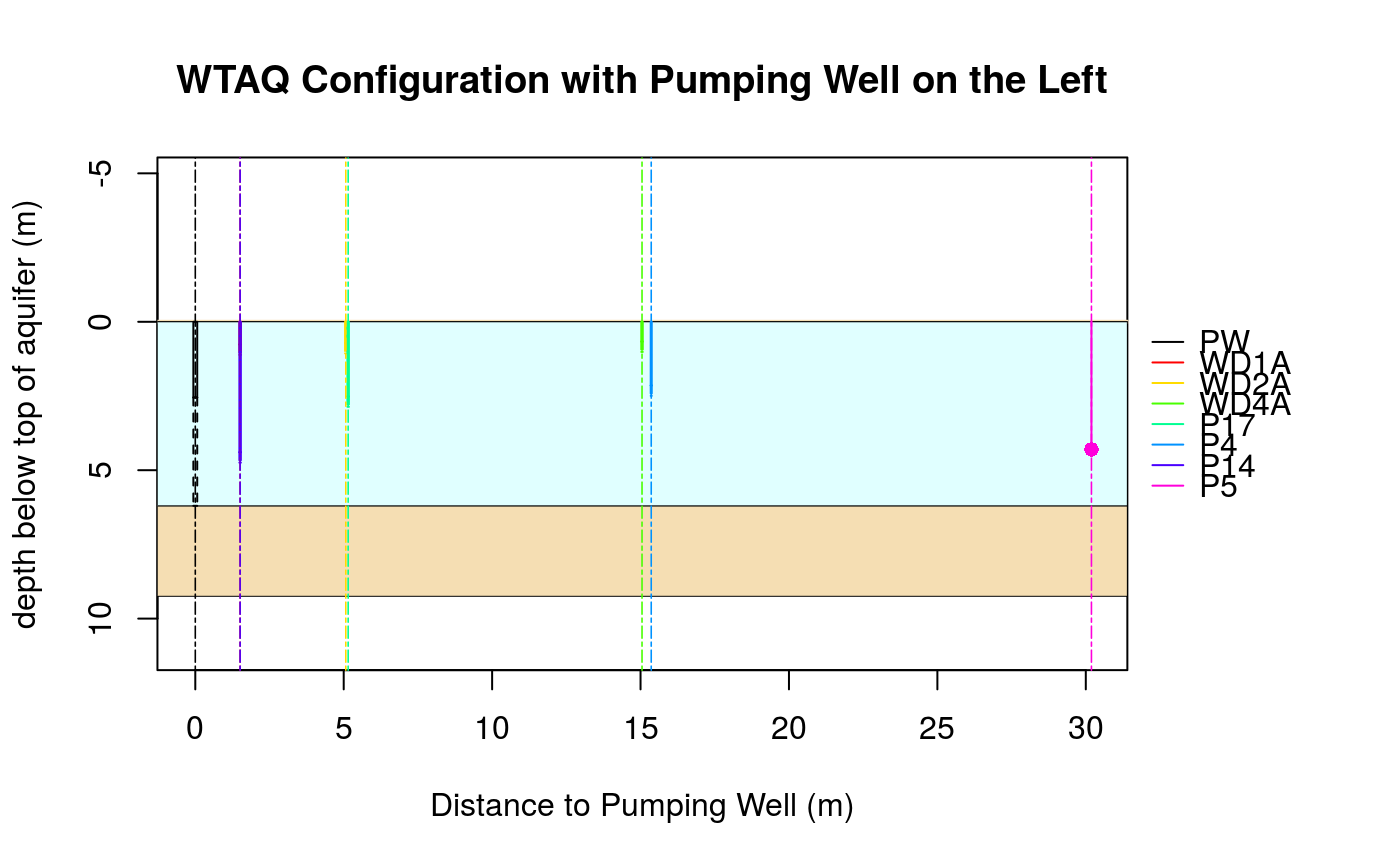 WTAQ Configuration with Pumping Well on the Left
depth below top of aquifer (m)
-5
0
5
10
0 5 10 15 20 25 30
Distance to Pumping Well (m)
PW
WD1A
WD2A
WD4A
P17
P4
P14
P5